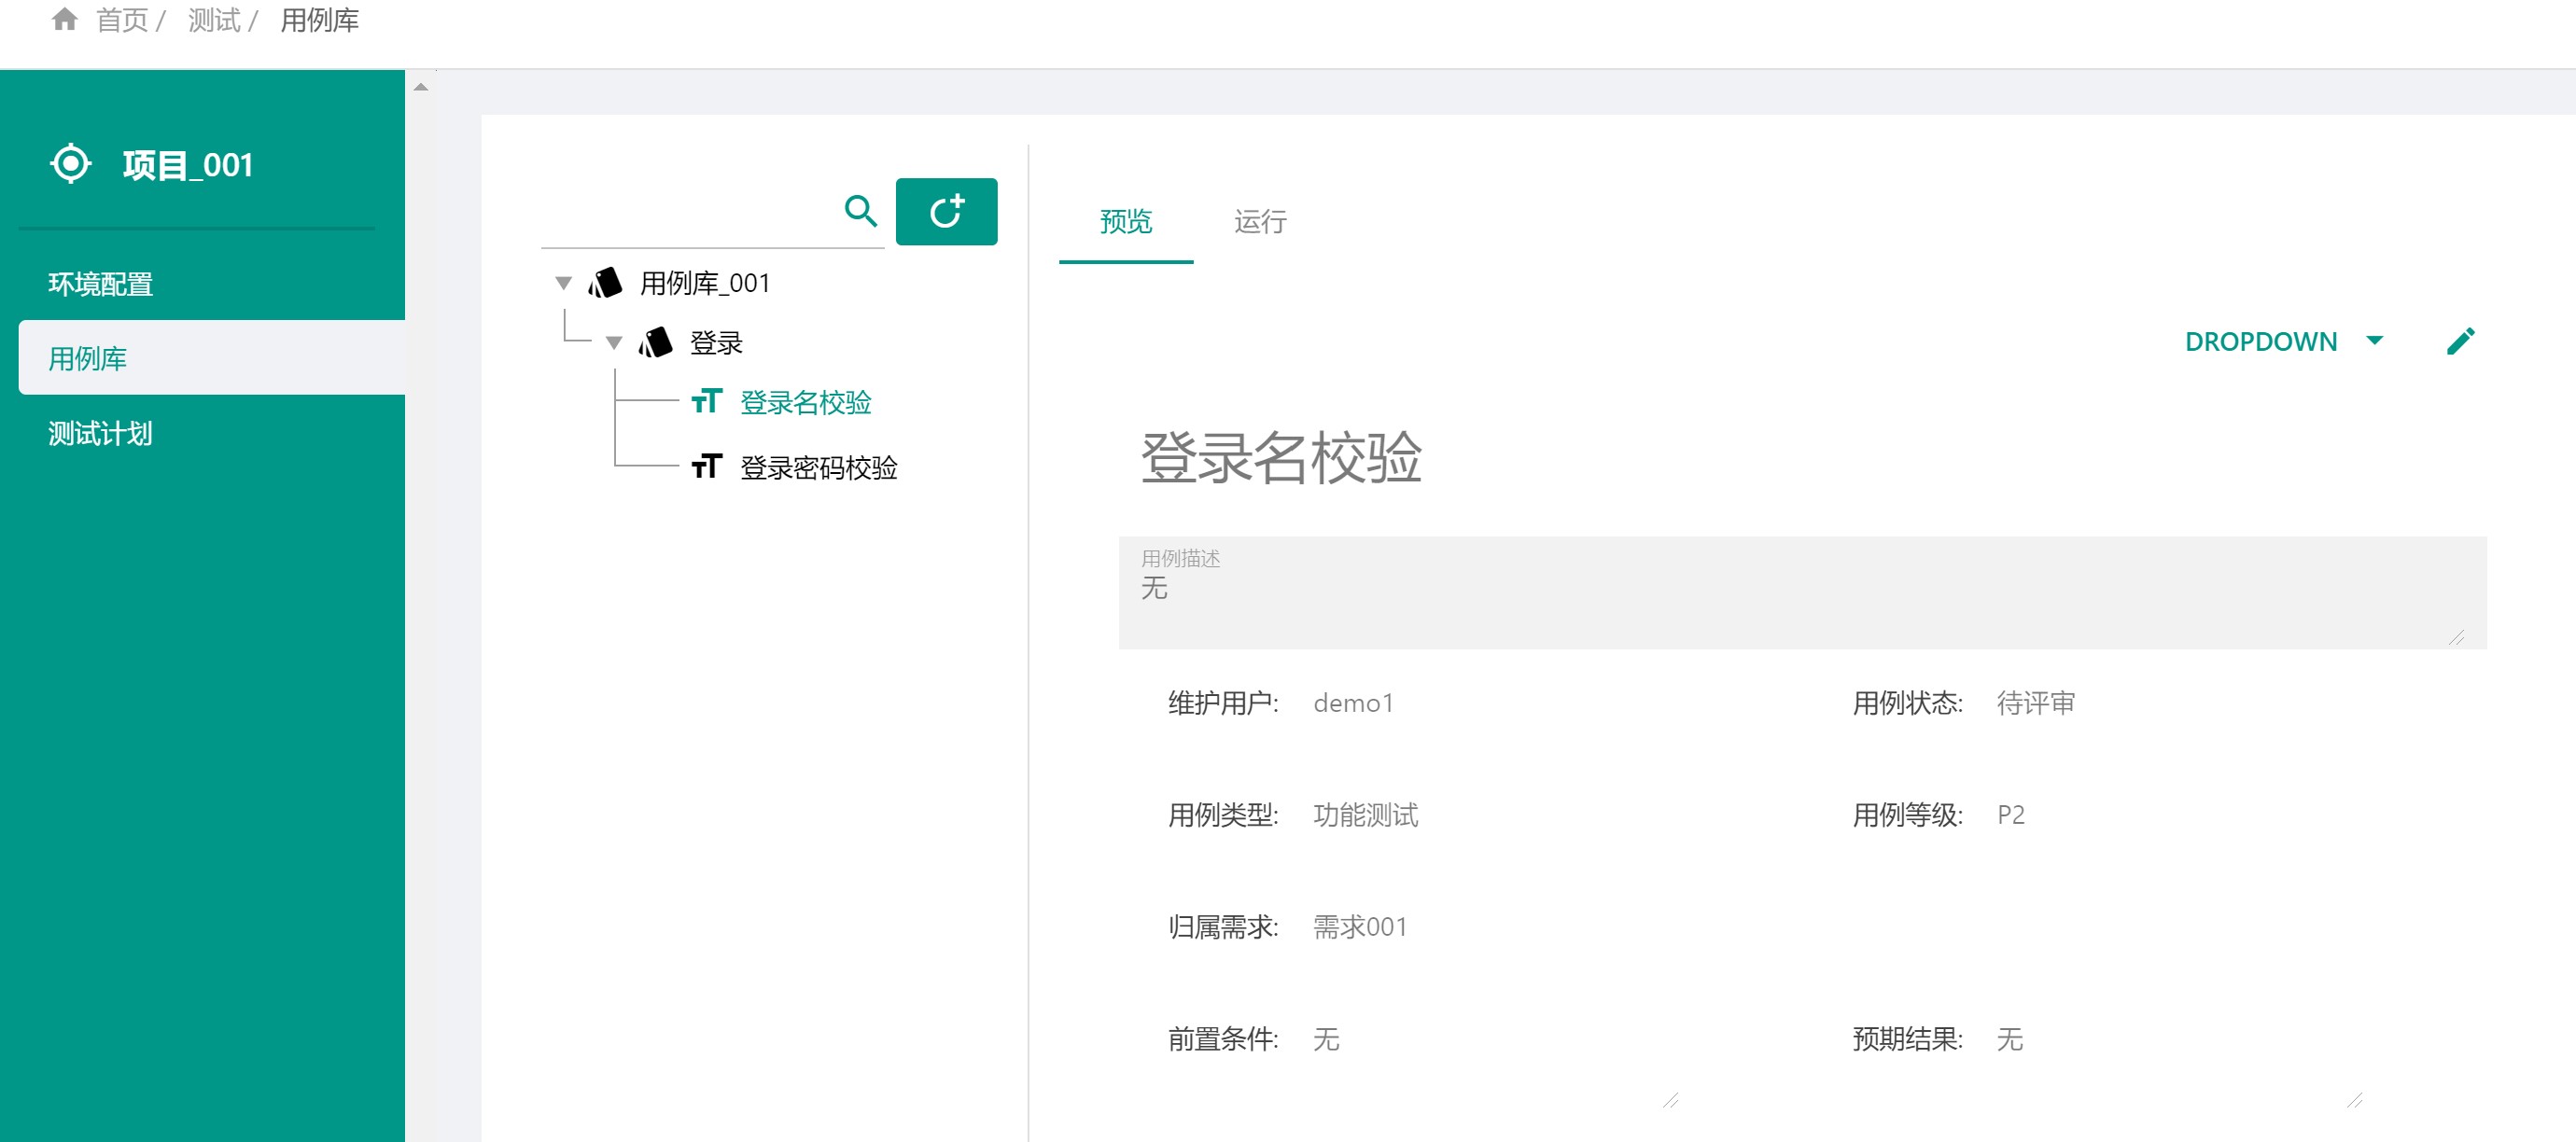 首页 / 测试 / 用例库
项目_001
环境配置
用例库
测试计划
用例库_001
登录
登录名校验
登录密码校验
预览 运行
DROPDOWN
登录名校验
用例描述
无
维护用户: demo1 用例状态: 待评审
用例类型: 功能测试 用例等级: P2
归属需求: 需求001
前置条件: 无 预期结果: 无